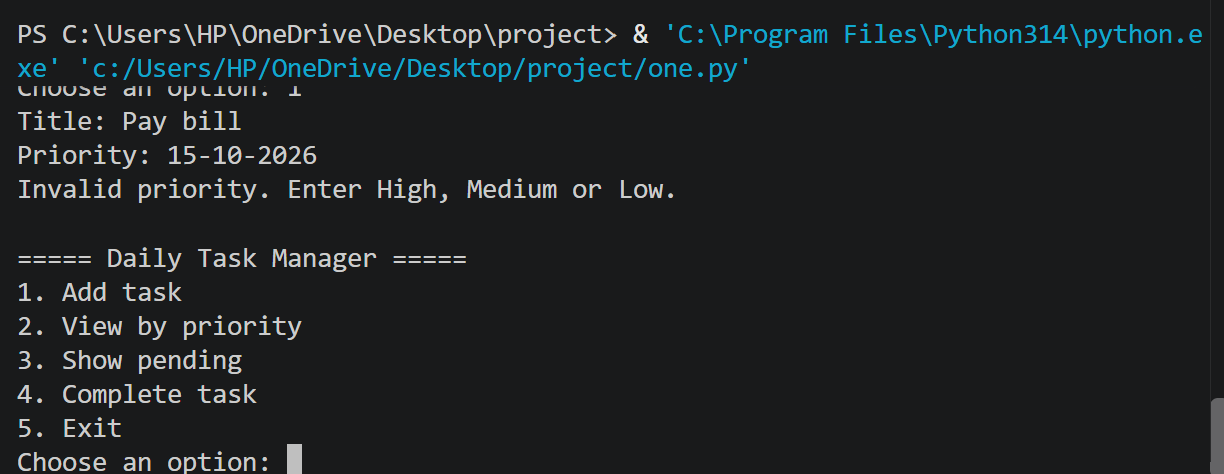 PS C:\Users\HP\OneDrive\Desktop\project> & 'C:\Program Files\Python314\python.e
xe' 'c:/Users/HP/OneDrive/Desktop/project/one.py'
Choose an option: 1
Title: Pay bill
Priority: 15-10-2026
Invalid priority. Enter High, Medium or Low.

===== Daily Task Manager =====
1. Add task
2. View by priority
3. Show pending
4. Complete task
5. Exit
Choose an option: